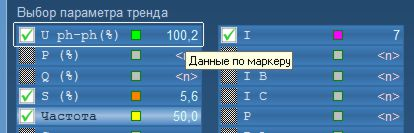 Выбор параметра тренда
U ph-ph(%) 100,2 I 7
P (%) <n> <n>
Данные по маркеру
Q (%) <n> I B <n>
S (%) 5,6 I C <n>
Частота 50,0 P <n>